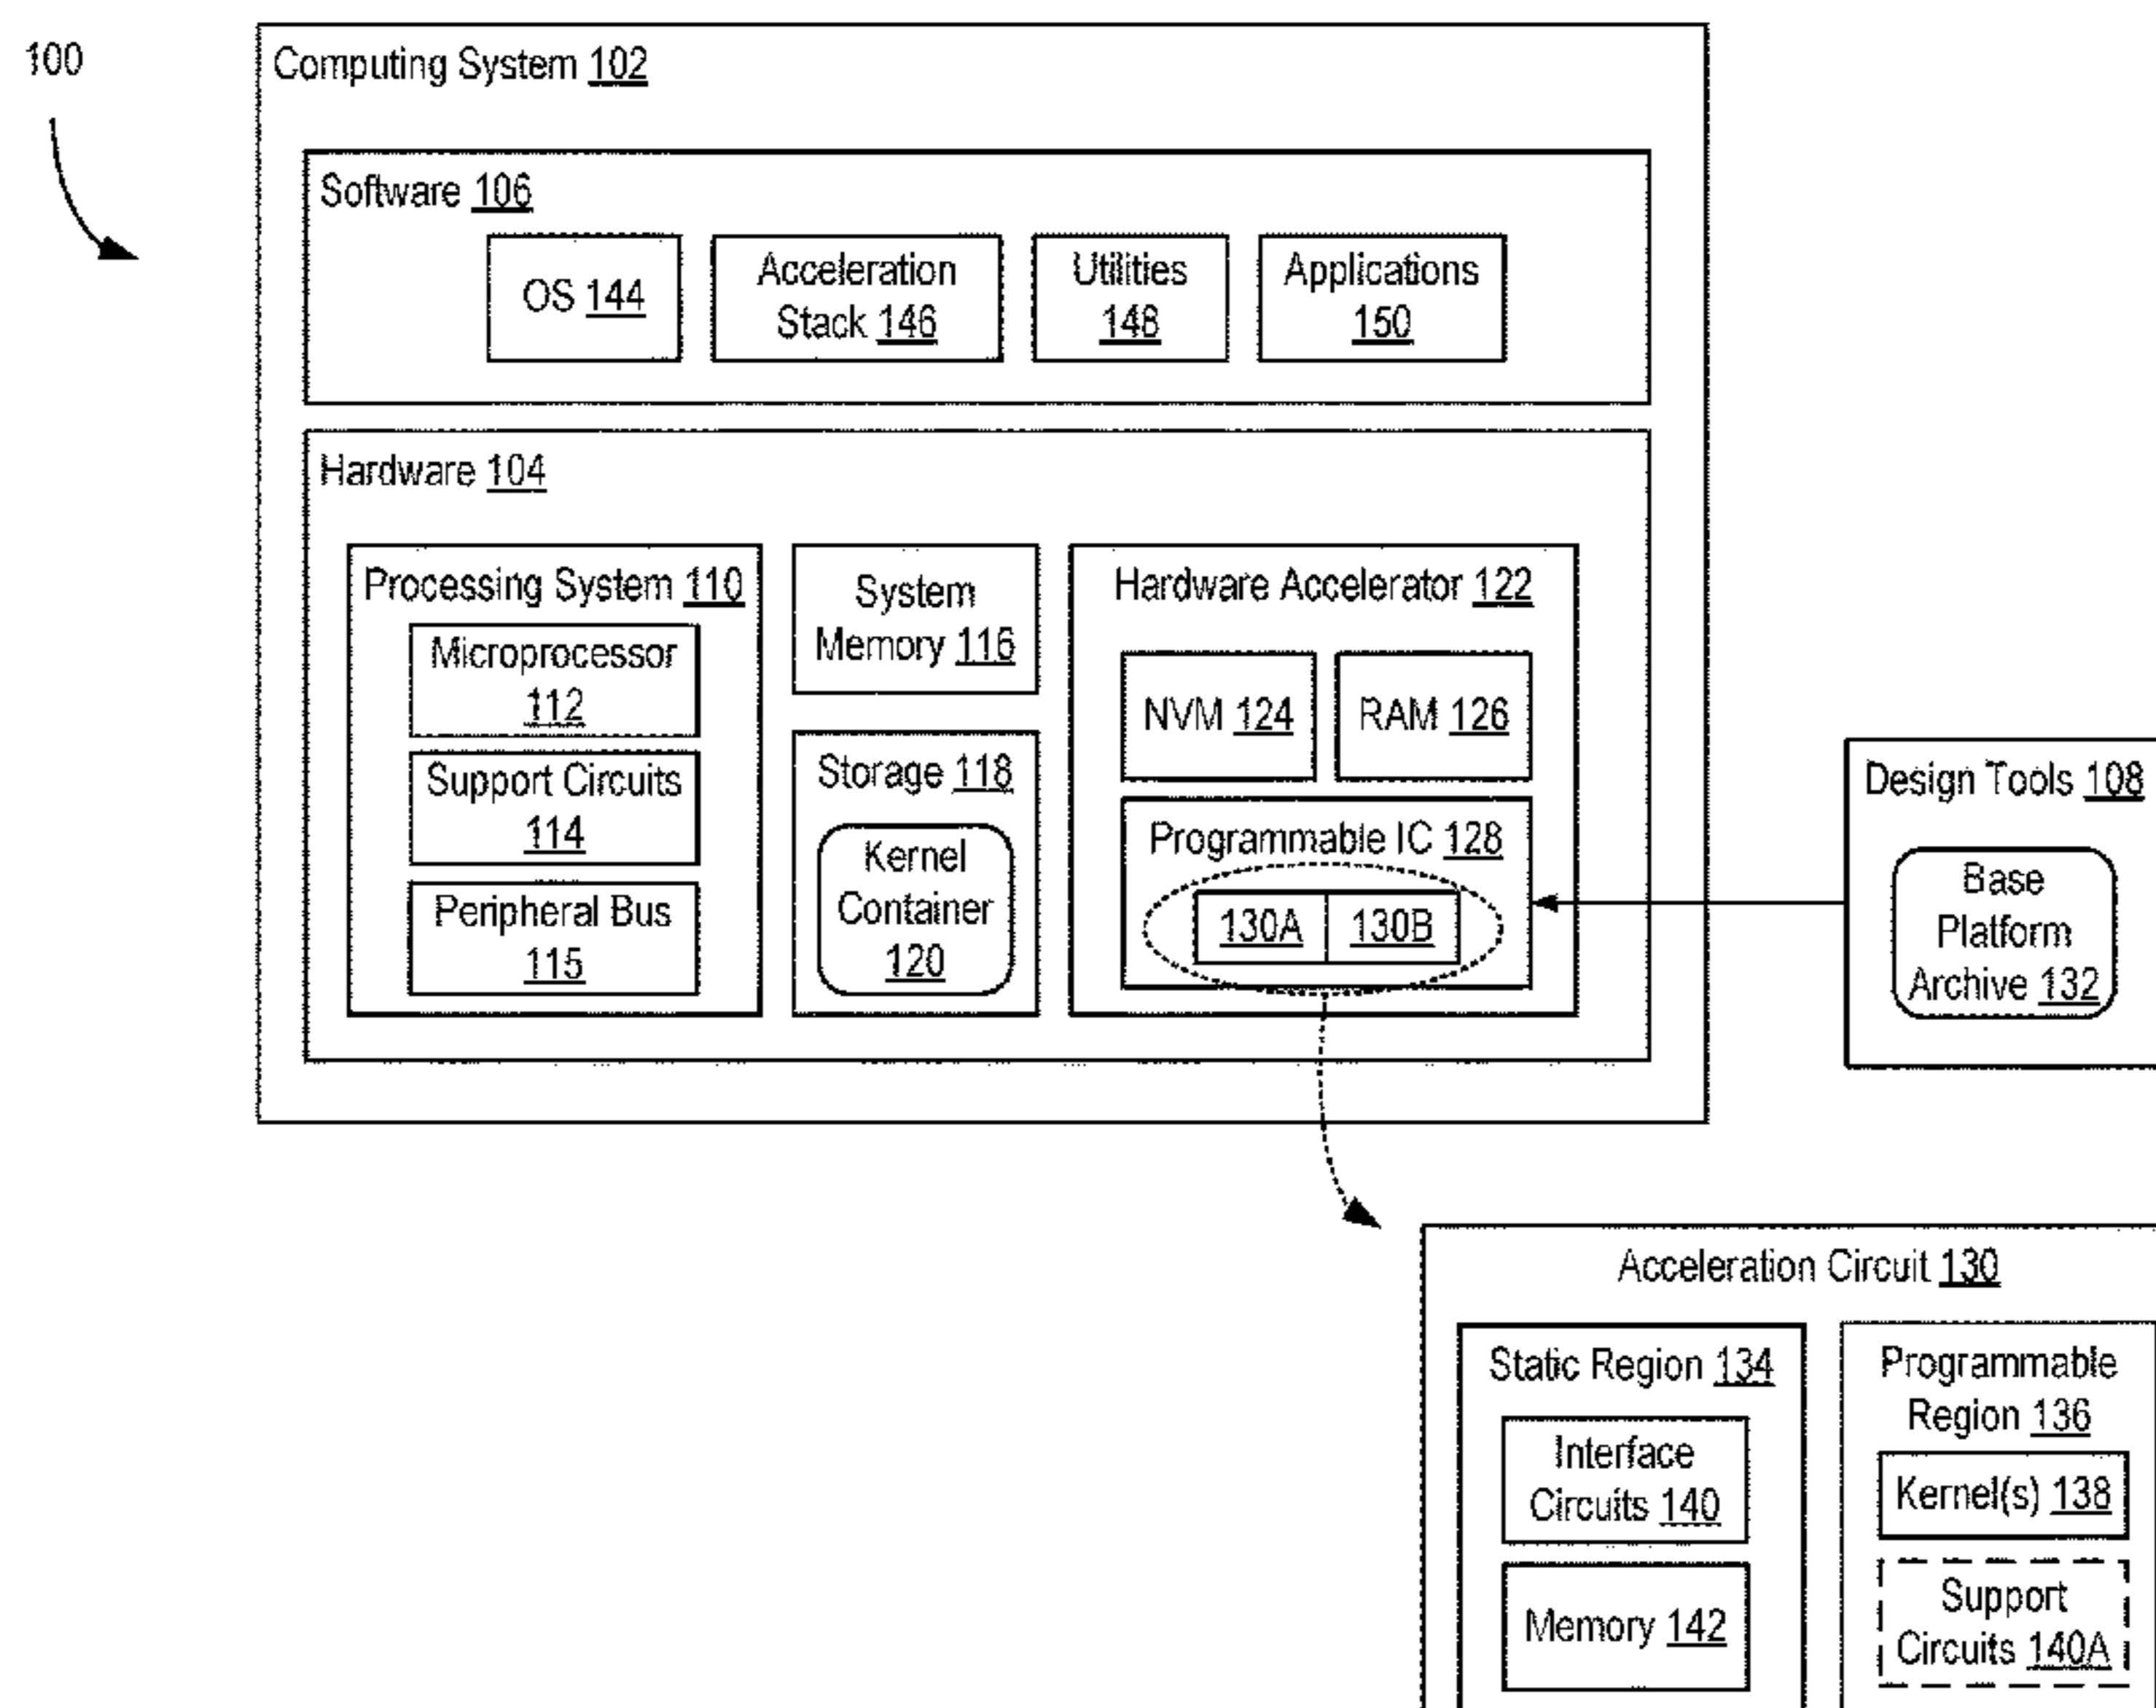 100
Computing System 102
Software 106
OS 144
Acceleration
Stack 146
Utilities
148
Applications
150
Hardware 104
Processing System 110
Microprocessor
112
Support Circuits
114
Peripheral Bus
115
System
Memory 116
Storage 118
Kernel
Container
120
Hardware Accelerator 122
NVM 124
RAM 126
Programmable IC 128
130A
130B
Design Tools 108
Base
Platform
Archive 132
Acceleration Circuit 130
Static Region 134
Interface
Circuits 140
Memory 142
Programmable
Region 136
Kernel(s) 138
Support
Circuits 140A